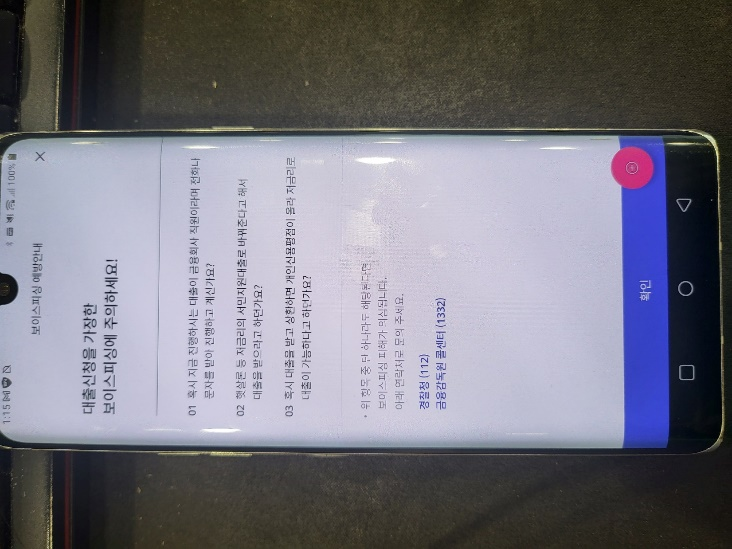 1:15
100%
보이스피싱 예방안내
대출신청을 가장한
보이스피싱에 주의하세요!
01 혹시 지금 진행하시는 대출이 금융회사 직원이라며 전화나
문자를 받아 진행하고 계신가요?
02 햇살론 등 저금리의 서민지원대출로 바꿔준다고 해서
대출을 받으라고 하던가요?
03 혹시 대출을 받고 상환하면 개인신용평점이 올라 저금리로
대출이 가능하다고 하던가요?
* 위 항목 중 단 하나라도 해당된다면,
보이스피싱 피해가 의심됩니다.
아래 연락처로 문의 주세요.
경찰청 (112)
금융감독원 콜센터 (1332)
확인